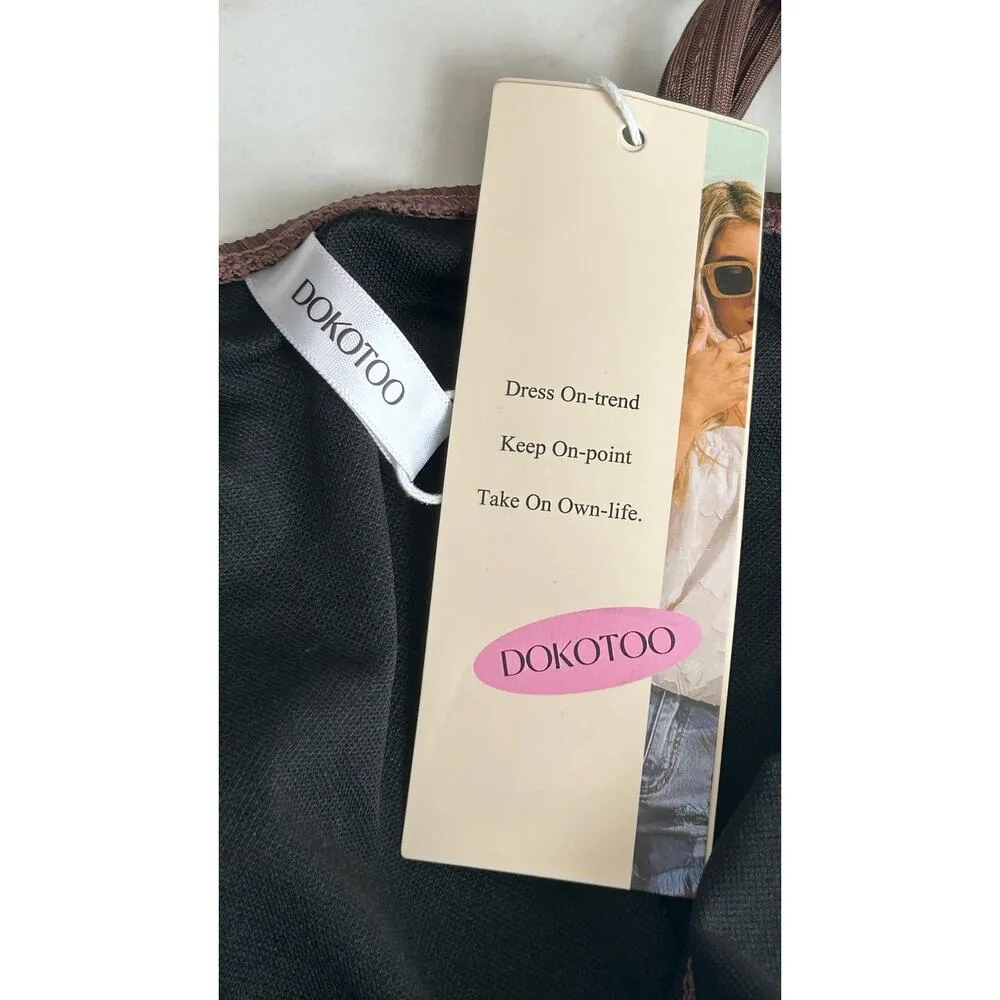 DOKOTOO
Dress On-trend
Keep On-point
Take On Own-life.
DOKOTOO